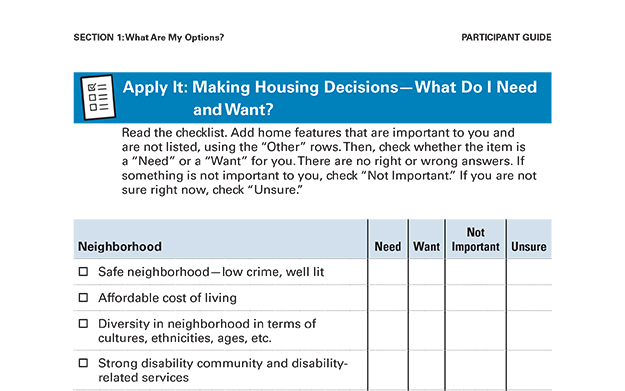 SECTION 1: What Are My Options?
PARTICIPANT GUIDE
Apply It: Making Housing Decisions—What Do I Need
and Want?
Read the checklist. Add home features that are important to you and
are not listed, using the “Other” rows. Then, check whether the item is
a “Need” or a “Want” for you. There are no right or wrong answers. If
something is not important to you, check “Not Important.” If you are not
sure right now, check “Unsure.”
Neighborhood
Need
Want
Not
Important
Unsure
Safe neighborhood—low crime, well lit
Affordable cost of living
Diversity in neighborhood in terms of
cultures, ethnicities, ages, etc.
Strong disability community and disability-
related services